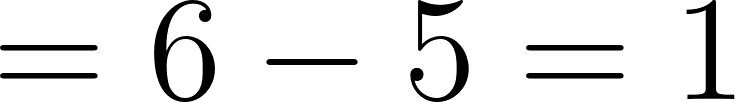 = 6 − 5 = 1